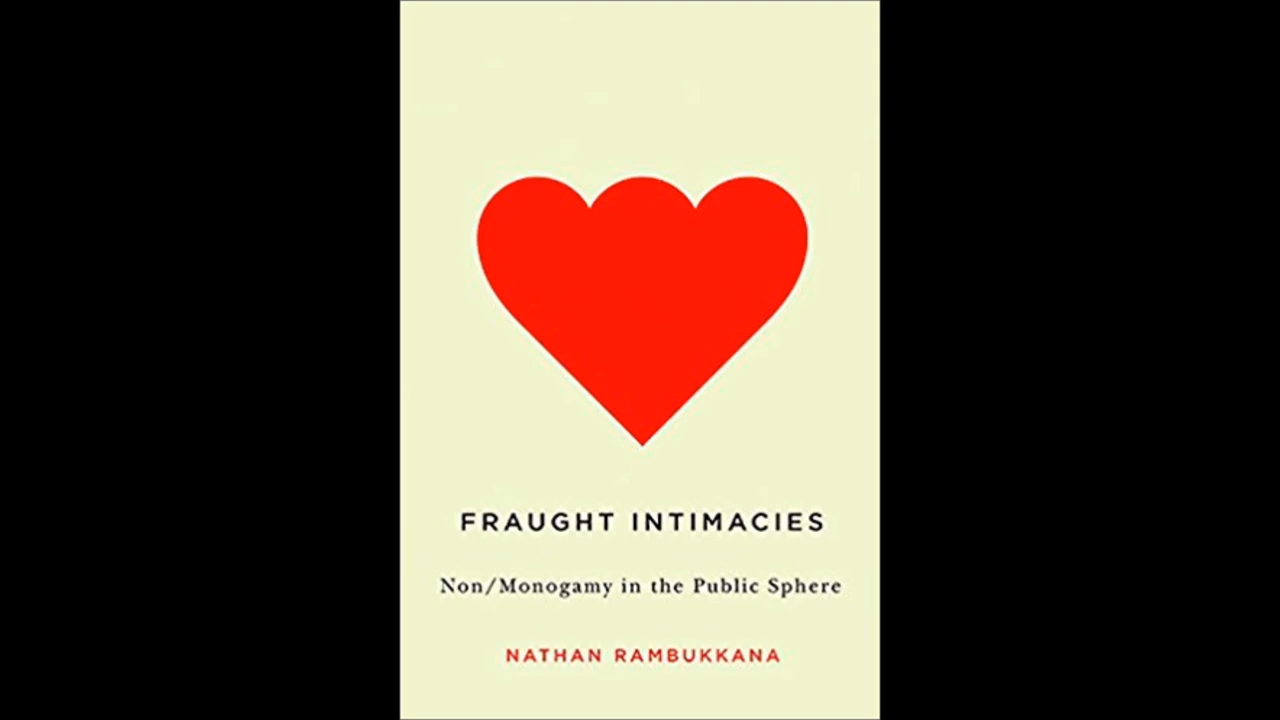 FRAUGHT INTIMACIES
Non/Monogamy in the Public Sphere
NATHAN RAMBUKKANA